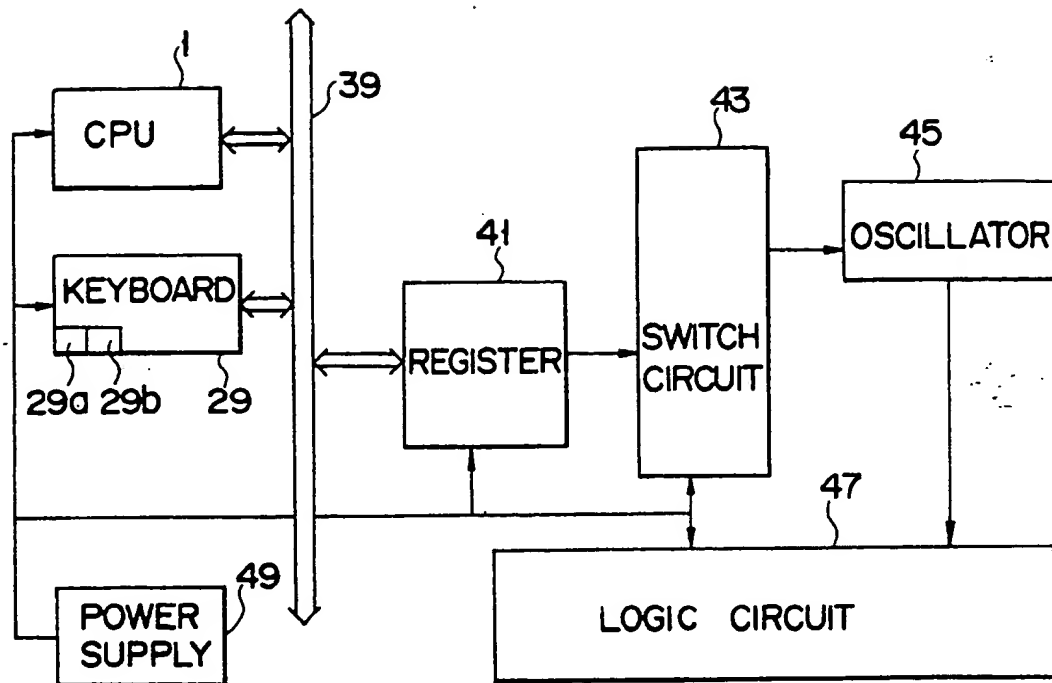 1
CPU
39
43
45
OSCILLATOR
KEYBOARD
41
29a
29b
29
REGISTER
SWITCH
CIRCUIT
47
49
POWER
SUPPLY
LOGIC CIRCUIT